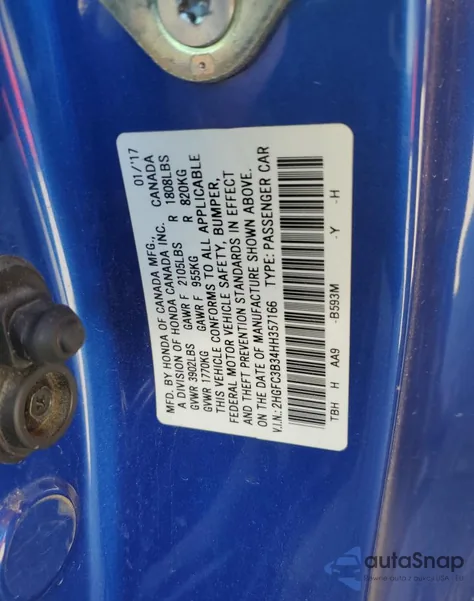 MFD. BY HONDA OF CANADA MFG., 01/'17
A DIVISION OF HONDA CANADA INC. CANADA
GVWR 3902LBS GAWR F 2105LBS R 1808LBS
GVWR 1770KG GAWR F 955KG R 820KG
THIS VEHICLE CONFORMS TO ALL APPLICABLE
FEDERAL MOTOR VEHICLE SAFETY, BUMPER,
AND THEFT PREVENTION STANDARDS IN EFFECT
ON THE DATE OF MANUFACTURE SHOWN ABOVE.
V.I.N.:2HGFC3B34HH357166 TYPE: PASSENGER CAR
TBH H AA9 -B593M -Y -H
autaSnap